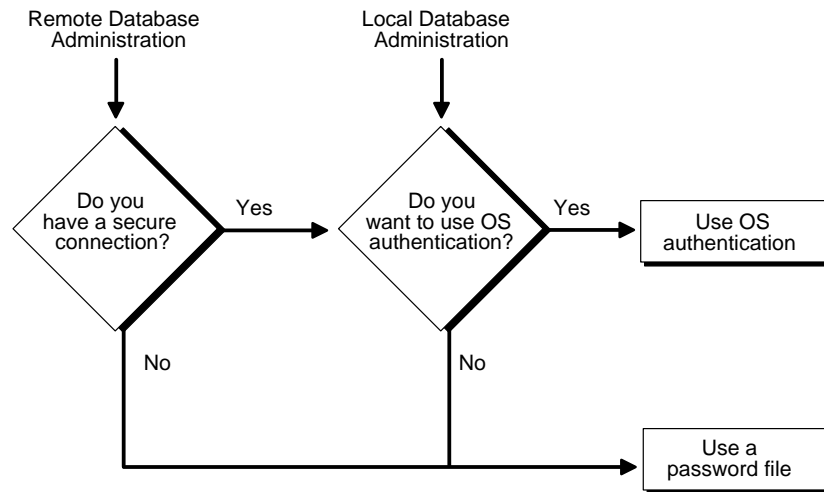 Remote Database
Administration
Local Database
Administration
Do you
have a secure
connection?
Yes
Do you
want to use OS
authentication?
Yes
Use OS
authentication
No
No
Use a
password file